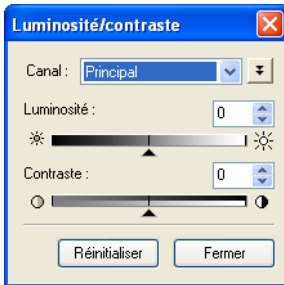 Luminosité/contraste
Canal : Principal
Luminosité : 0
Contraste : 0
Réinitialiser Fermer